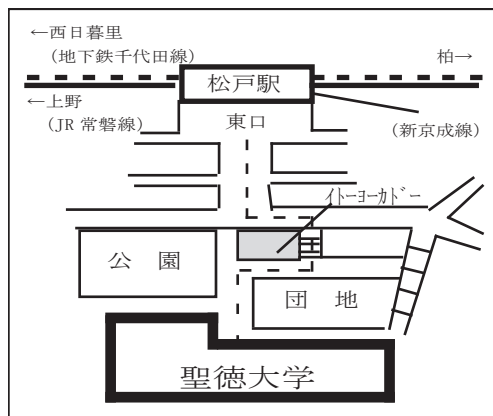 ←西日暮里
(地下鉄千代田線)
柏→
松戸駅
←上野
(JR 常磐線)
東口
(新京成線)
ｲﾄｰﾖｰｶﾄﾞｰ
公 園
団 地
聖徳大学